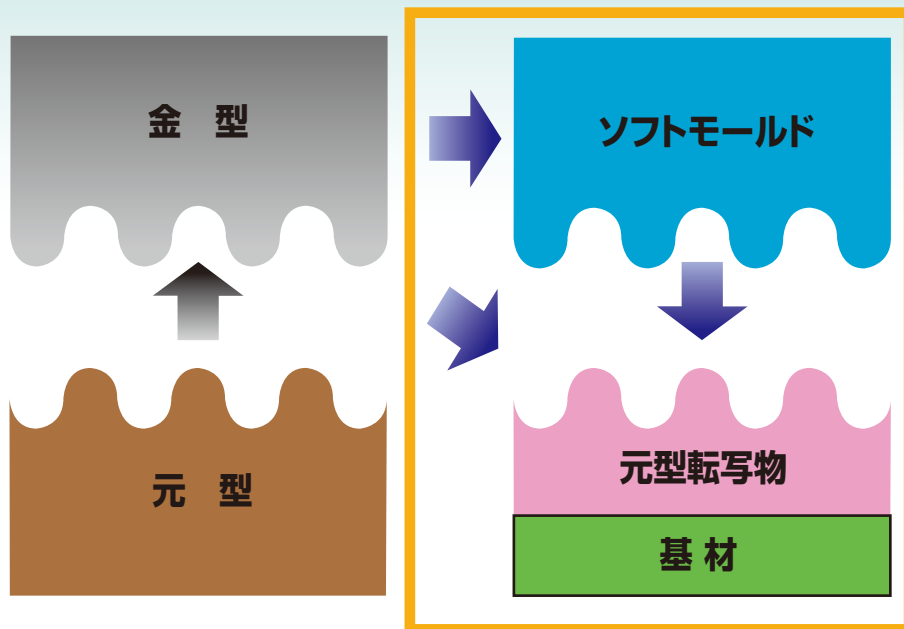 金 型
ソフトモールド
元 型
元型転写物
基 材